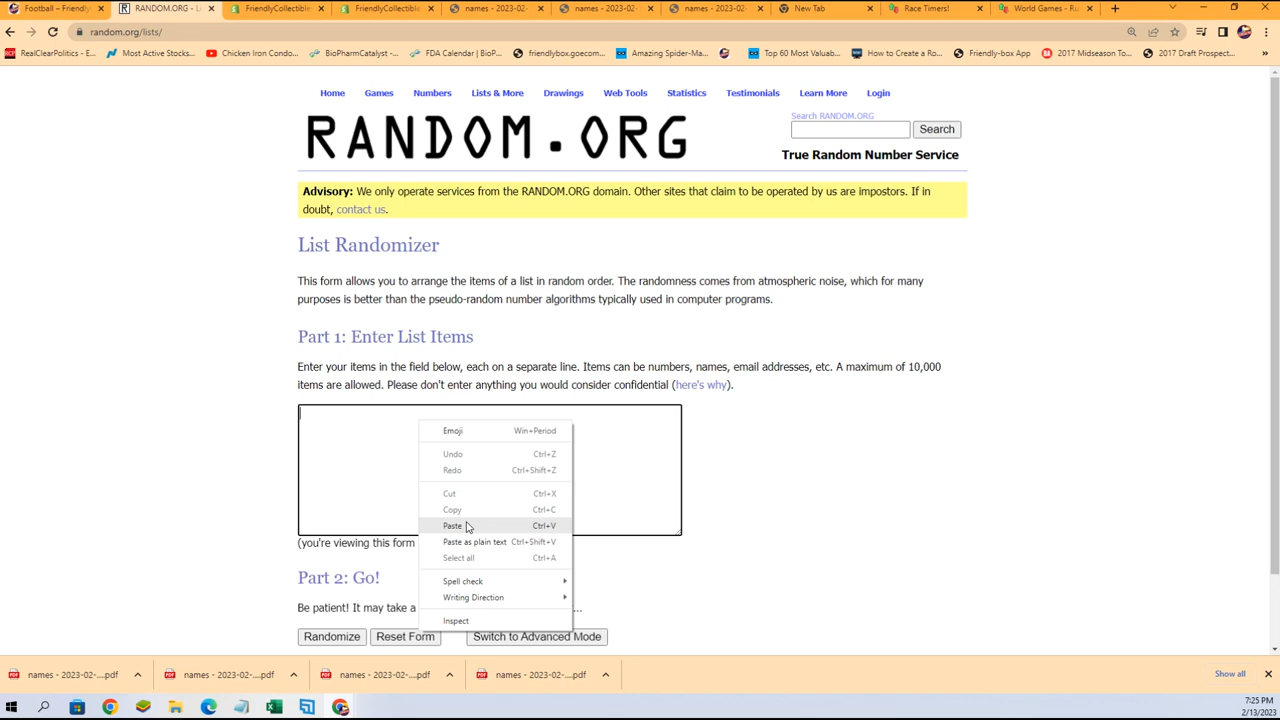 Football – Friendly
RANDOM.ORG - L
FriendlyCollectible
FriendlyCollectible
names - 2023-02-
names - 2023-02-
names - 2023-02-
New Tab
Race Timers!
World Games - Ru
random.org/lists/
RealClearPolitics - E...
Most Active Stocks...
Chicken Iron Condo...
BioPharmCatalyst -...
FDA Calendar | BioP...
friendlybox.goecom...
Amazing Spider-Ma...
Top 60 Most Valuab...
How to Create a Ro...
Friendly-box App
2017 Midseason To...
2017 Draft Prospect...
Home Games Numbers Lists & More Drawings Web Tools Statistics Testimonials Learn More Login
RANDOM.ORG
Search RANDOM.ORG
Search
True Random Number Service
Advisory: We only operate services from the RANDOM.ORG domain. Other sites that claim to be operated by us are impostors. If in
doubt, contact us.
List Randomizer
This form allows you to arrange the items of a list in random order. The randomness comes from atmospheric noise, which for many
purposes is better than the pseudo-random number algorithms typically used in computer programs.
Part 1: Enter List Items
Enter your items in the field below, each on a separate line. Items can be numbers, names, email addresses, etc. A maximum of 10,000
items are allowed. Please don't enter anything you would consider confidential (here's why).
Emoji Win+Period
Undo Ctrl+Z
Redo Ctrl+Shift+Z
Cut Ctrl+X
Copy Ctrl+C
Paste Ctrl+V
Paste as plain text Ctrl+Shift+V
Select all Ctrl+A
Spell check
Writing Direction
Inspect
(you're viewing this form
Part 2: Go!
Be patient! It may take a ...
Randomize Reset Form Switch to Advanced Mode
names - 2023-02-....pdf
names - 2023-02-....pdf
names - 2023-02-....pdf
names - 2023-02-....pdf
Show all
7:25 PM
2/13/2023